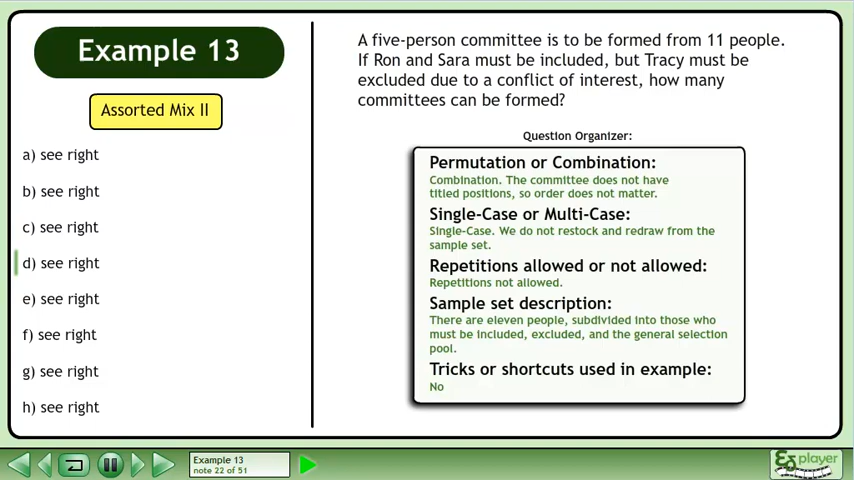 Example 13
Assorted Mix II
a) see right
b) see right
c) see right
d) see right
e) see right
f) see right
g) see right
h) see right
A five-person committee is to be formed from 11 people.
If Ron and Sara must be included, but Tracy must be
excluded due to a conflict of interest, how many
committees can be formed?
Question Organizer:
Permutation or Combination:
Combination. The committee does not have
titled positions, so order does not matter.
Single-Case or Multi-Case:
Single-Case. We do not restock and redraw from the
sample set.
Repetitions allowed or not allowed:
Repetitions not allowed.
Sample set description:
There are eleven people, subdivided into those who
must be included, excluded, and the general selection
pool.
Tricks or shortcuts used in example:
No
Example 13
note 22 of 51
player